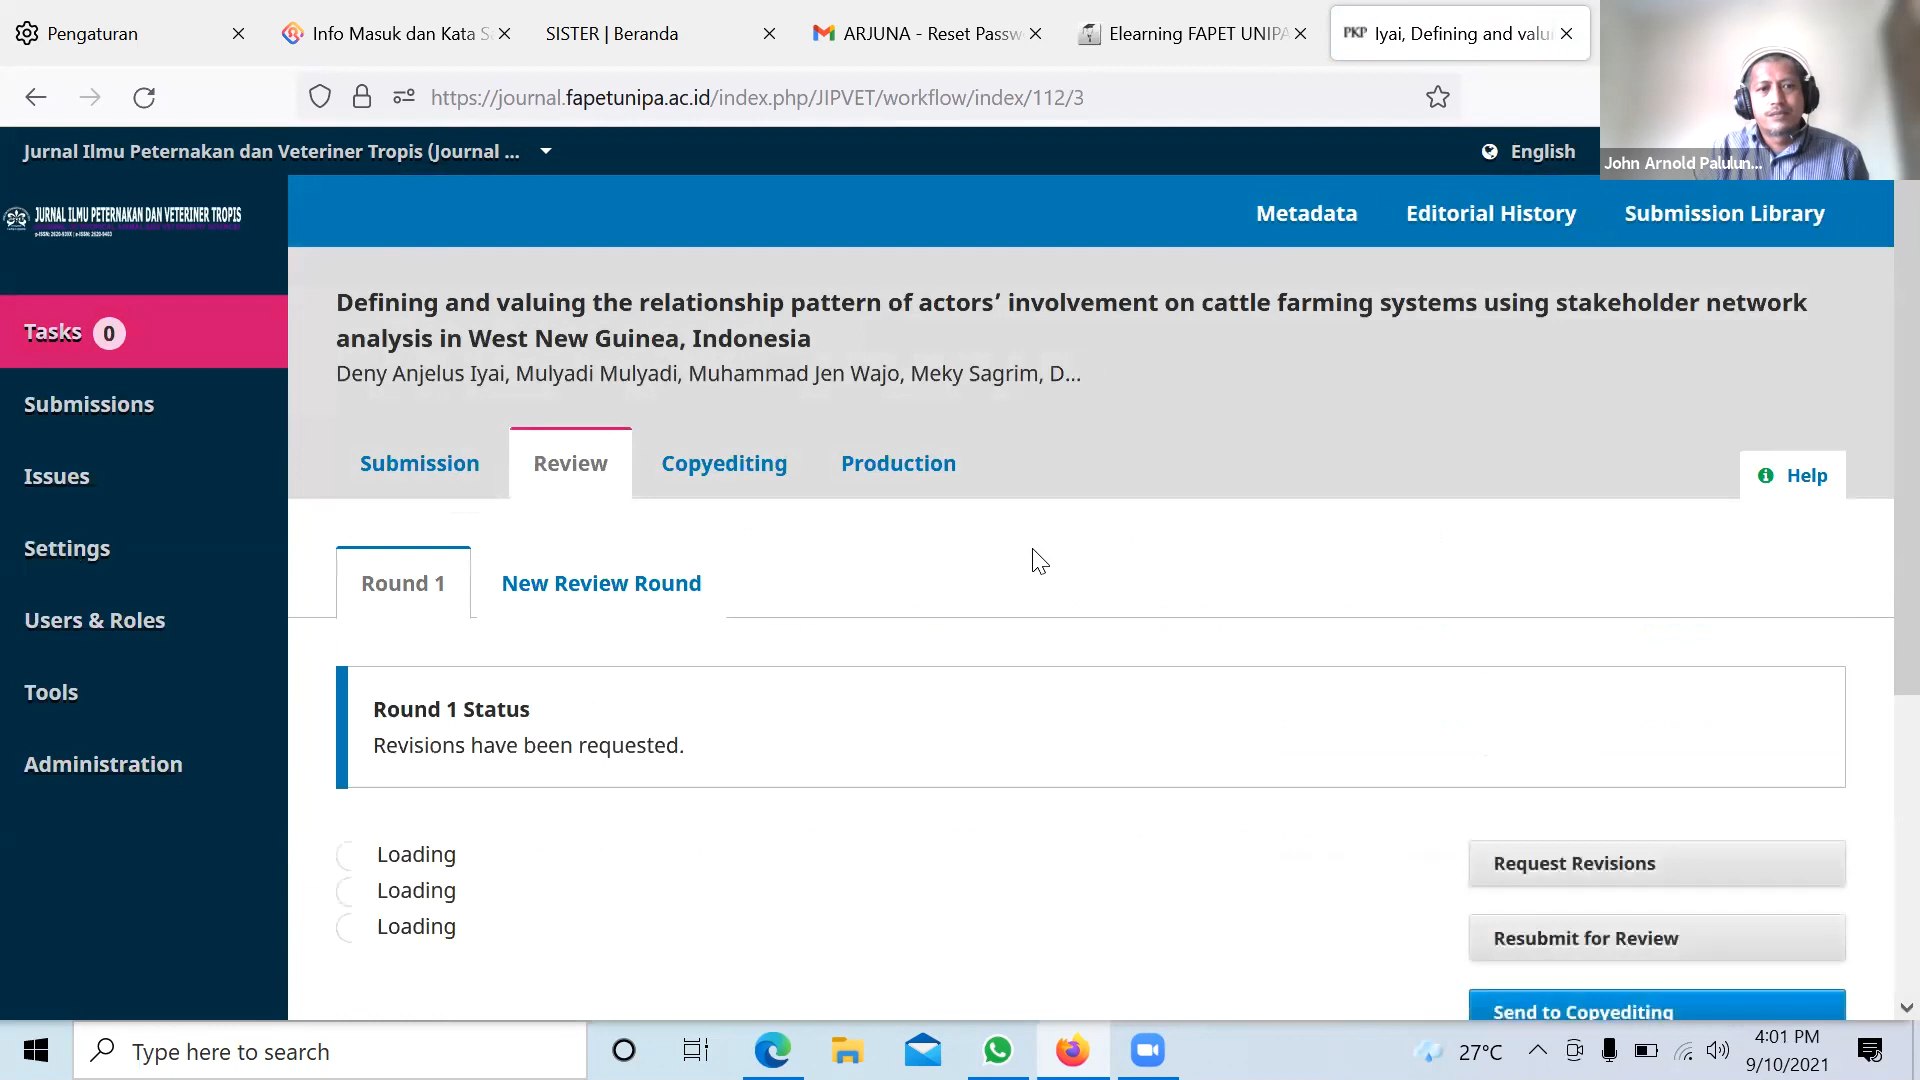 Pengaturan
Info Masuk dan Kata S
SISTER | Beranda
ARJUNA - Reset Passw
Elearning FAPET UNIPA
PKP Iyai, Defining and valu
https://journal.fapetunipa.ac.id/index.php/JIPVET/workflow/index/112/3
John Arnold Palulun...
Jurnal Ilmu Peternakan dan Veteriner Tropis (Journal ...
English
JURNAL ILMU PETERNAKAN DAN VETERINER TROPIS
Metadata
Editorial History
Submission Library
Defining and valuing the relationship pattern of actors’ involvement on cattle farming systems using stakeholder network
analysis in West New Guinea, Indonesia
Deny Anjelus Iyai, Mulyadi Mulyadi, Muhammad Jen Wajo, Meky Sagrim, D...
Tasks 0
Submissions
Issues
Settings
Users & Roles
Tools
Administration
Submission
Review
Copyediting
Production
Help
Round 1
New Review Round
Round 1 Status
Revisions have been requested.
Loading
Loading
Loading
Request Revisions
Resubmit for Review
Send to Copyediting
Type here to search
27°C
4:01 PM
9/10/2021